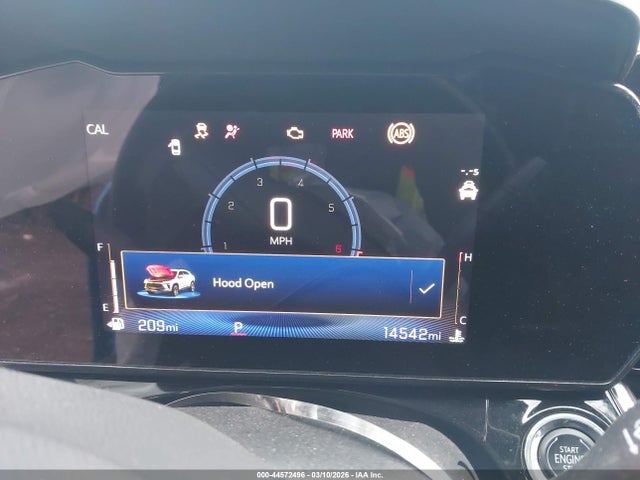 CAL
PARK
ABS
-.-s
3
4
2
5
0
MPH
1
6
F
H
Hood Open
E
C
209mi
P
14542mi
START
ENGINE
000-44572496 - 03/10/2026 - IAA Inc.